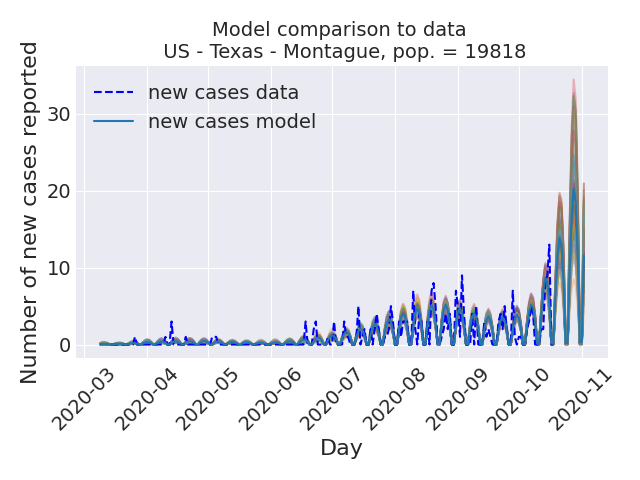 Model comparison to data
US - Texas - Montague, pop. = 19818
Number of new cases reported
new cases data
new cases model
30
20
10
0
2020-03
2020-04
2020-05
2020-06
2020-07
2020-08
2020-09
2020-10
2020-11
Day